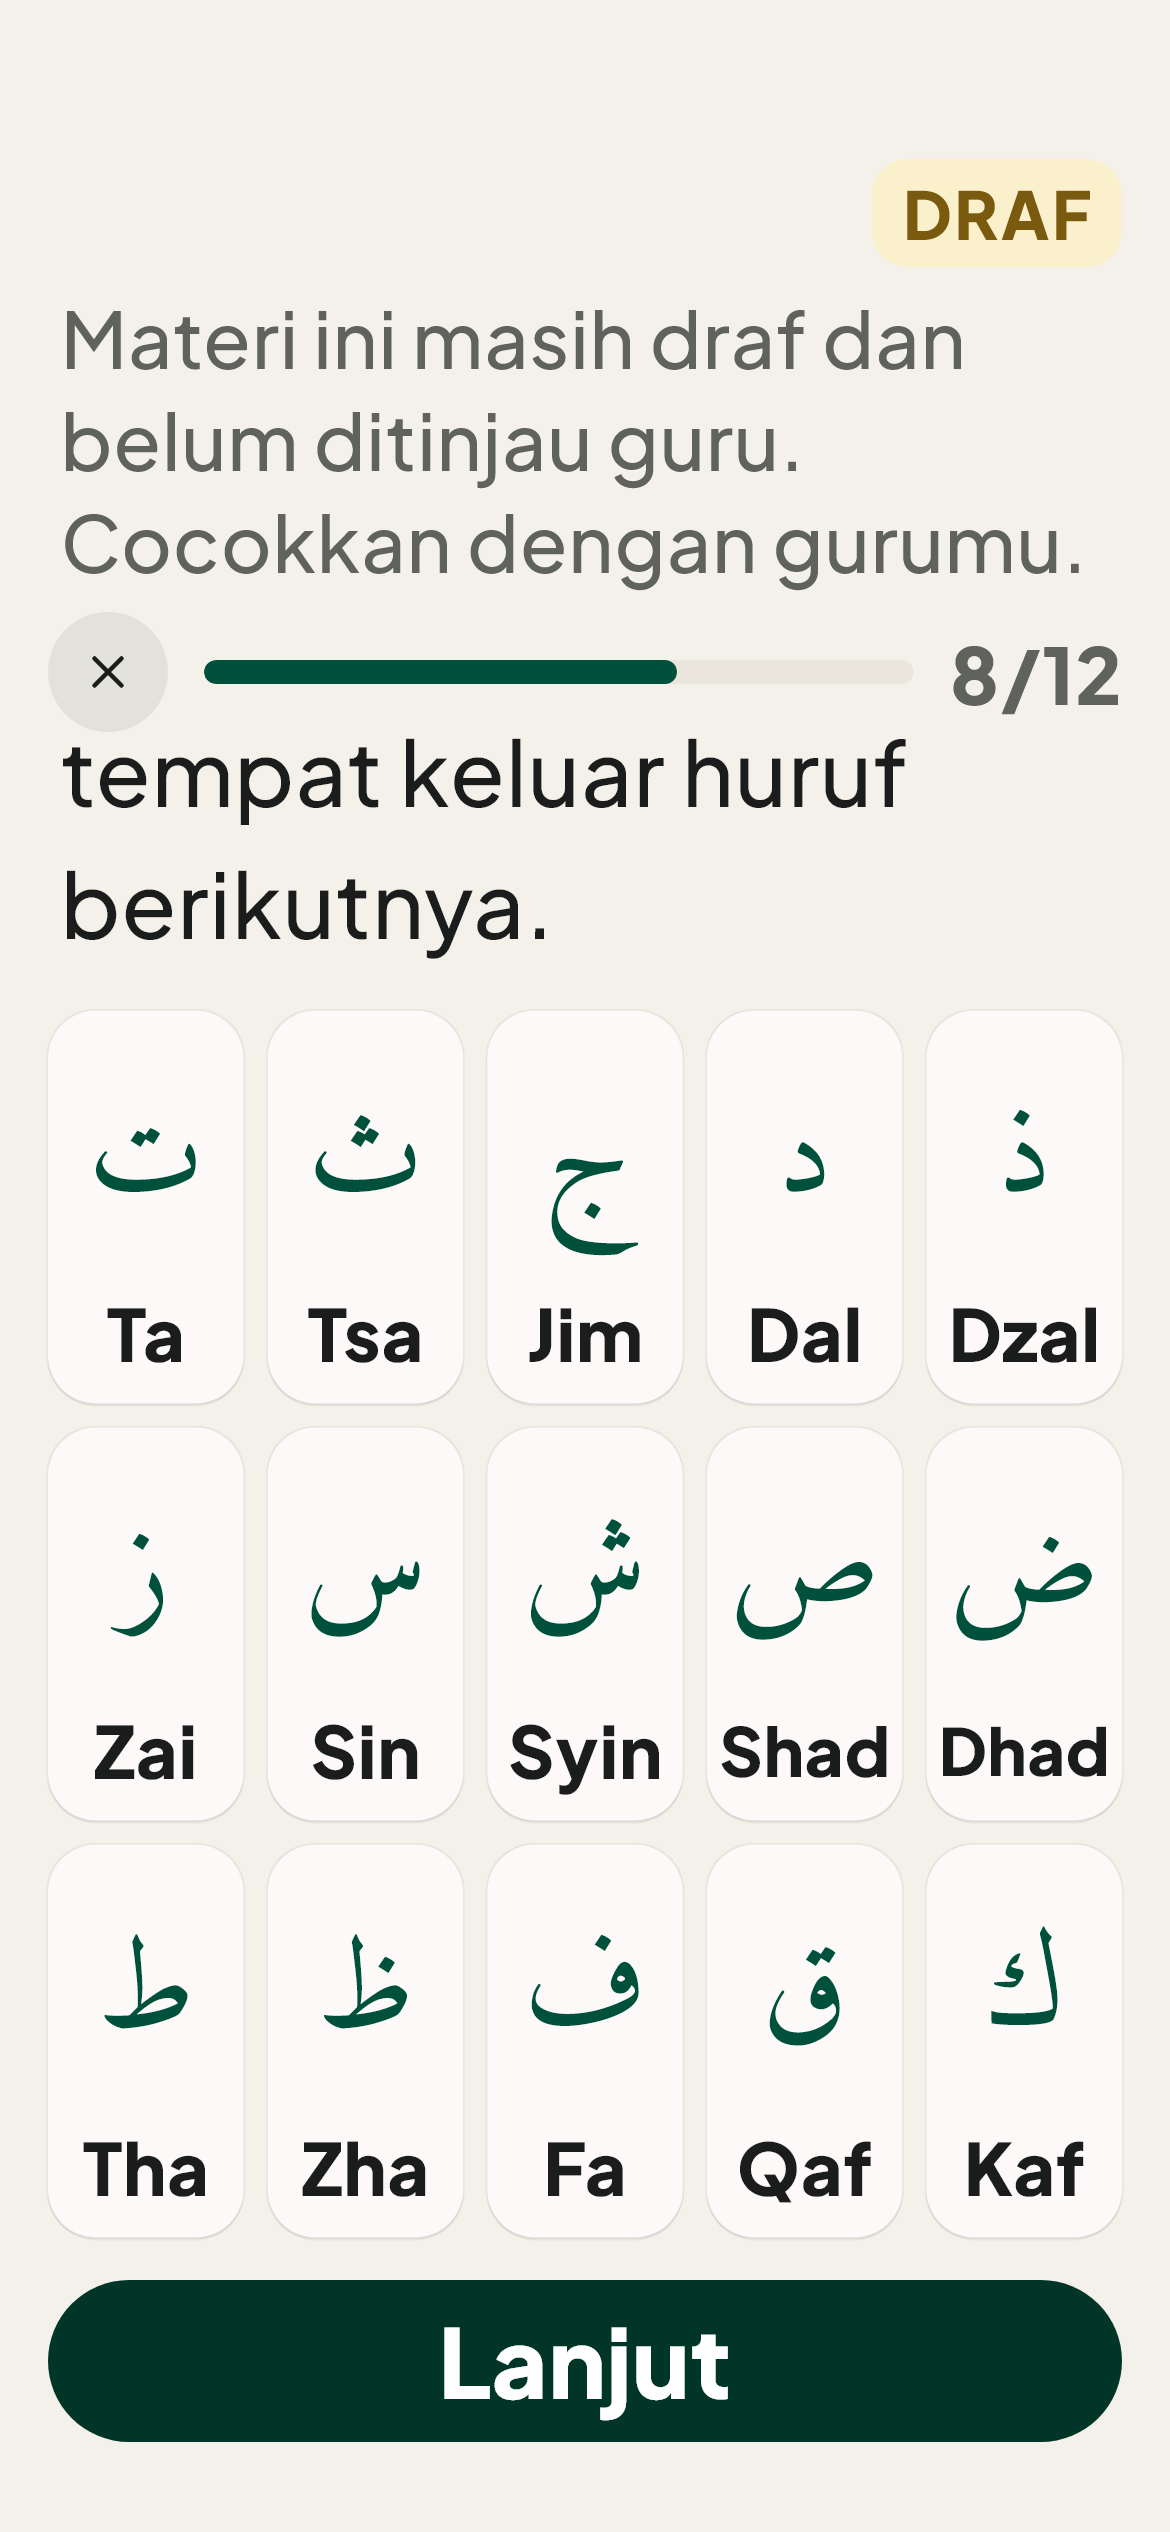 DRAF
Materi ini masih draf dan
belum ditinjau guru.
Cocokkan dengan gurumu.
8/12
tempat keluar huruf
berikutnya.
ت ث ج د ذ
Ta Tsa Jim Dal Dzal
ز س ش ص ض
Zai Sin Syin Shad Dhad
ط ظ ف ق ك
Tha Zha Fa Qaf Kaf
Lanjut